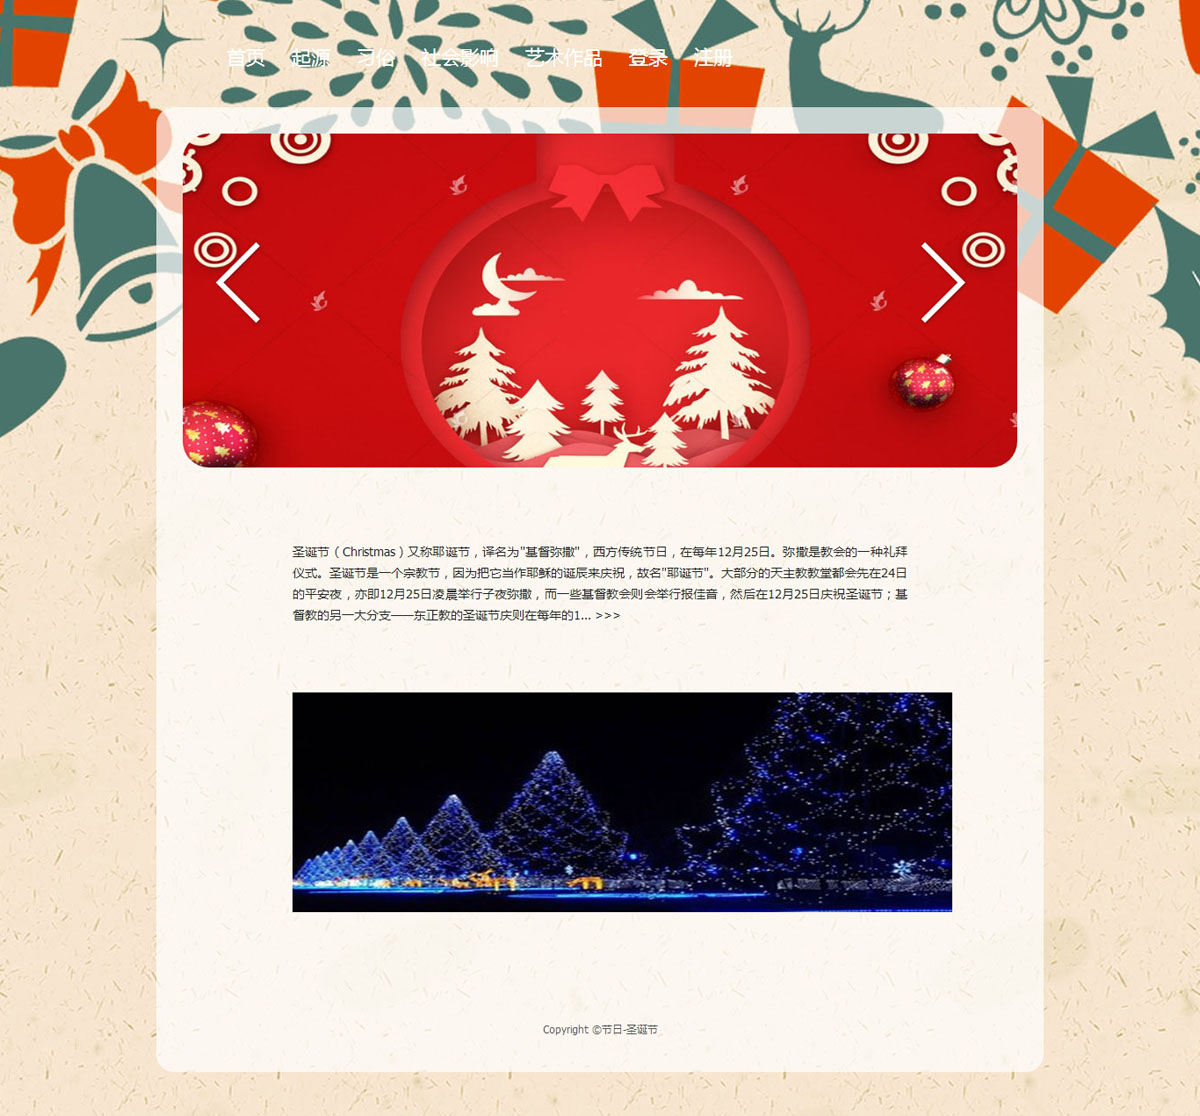 首页 起源 习俗 社会影响 艺术作品 登录 注册
圣诞节（Christmas）又称耶诞节，译名为"基督弥撒"，西方传统节日，在每年12月25日。弥撒是教会的一种礼拜
仪式。圣诞节是一个宗教节，因为把它当作耶稣的诞辰来庆祝，故名"耶诞节"。大部分的天主教教堂都会先在24日
的平安夜，亦即12月25日凌晨举行子夜弥撒，而一些基督教会则会举行报佳音，然后在12月25日庆祝圣诞节；基
督教的另一大分支——东正教的圣诞节庆则在每年的1... >>>
Copyright ©节日-圣诞节